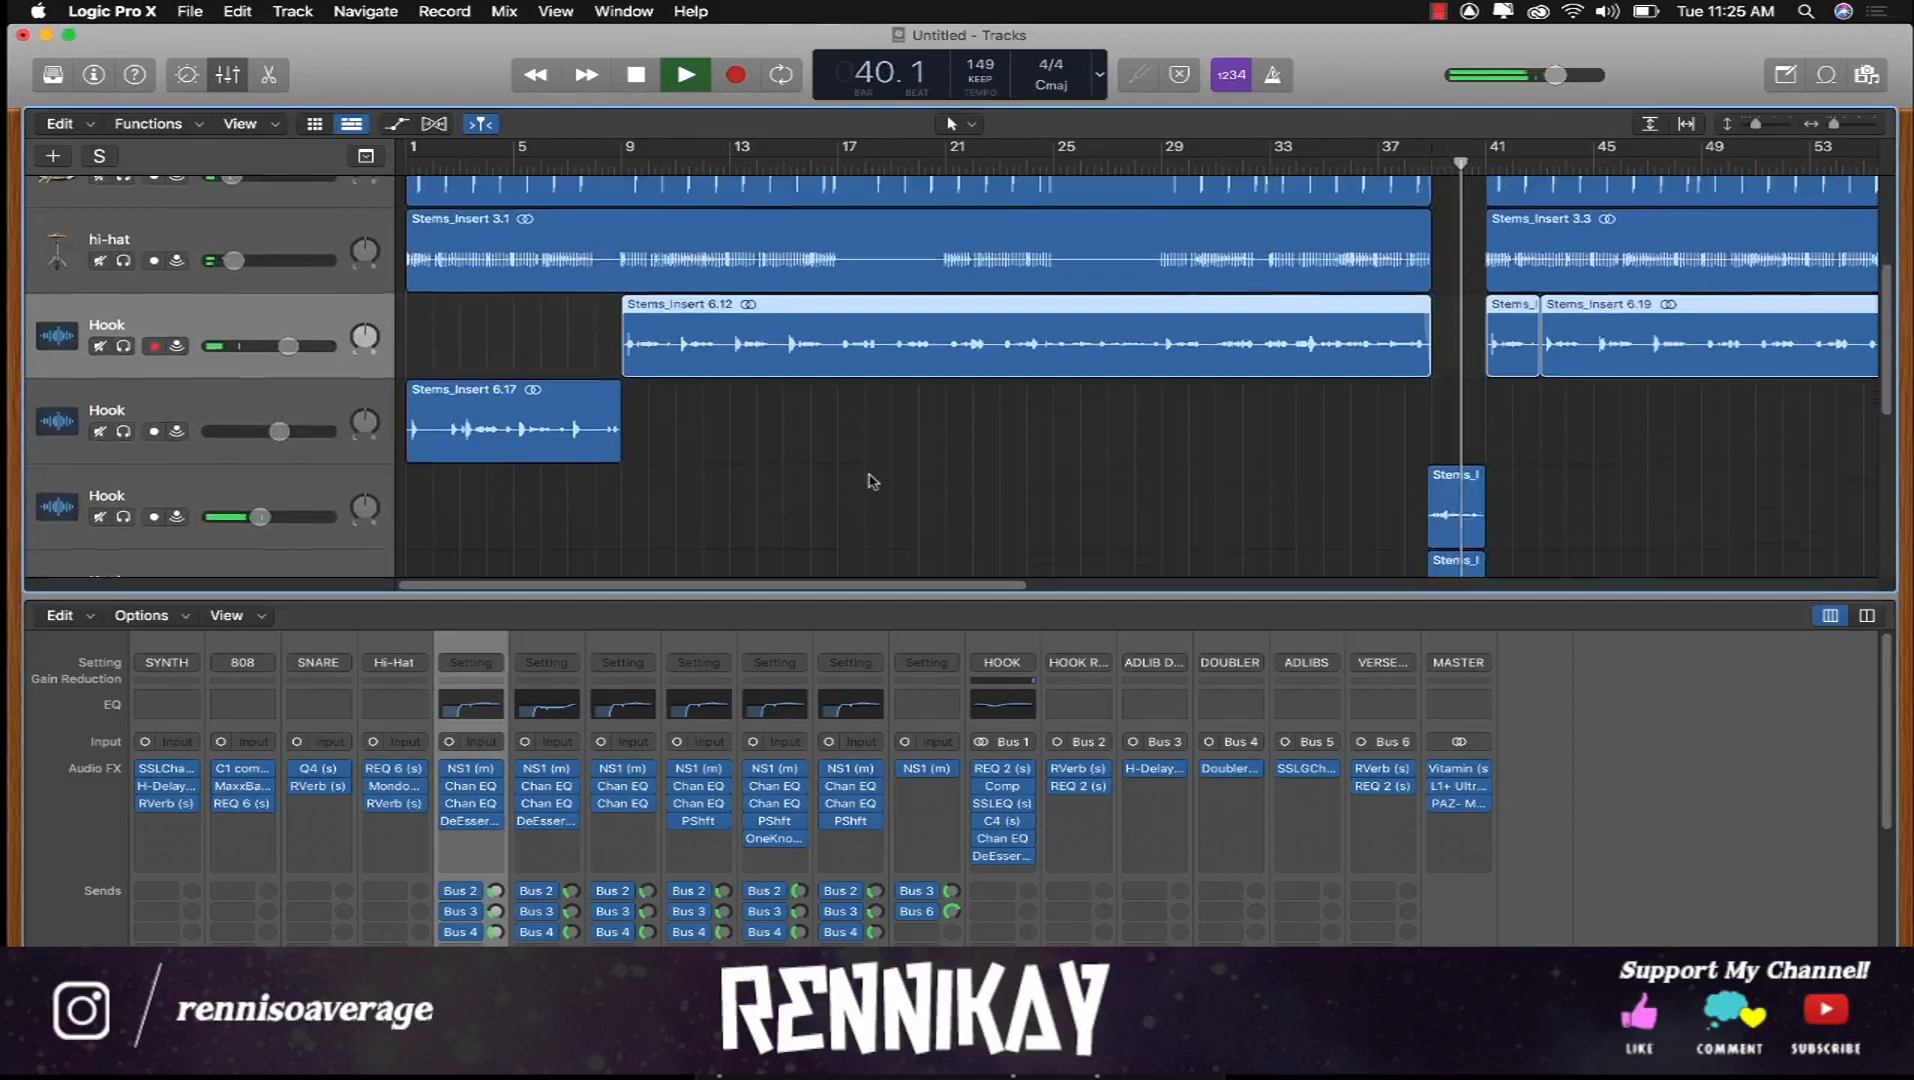 Logic Pro X File Edit Track Navigate Record Mix View Window Help Tue 11:25 AM
Untitled - Tracks
40.1 149 4/4
KEEP Cmaj
BAR BEAT TEMPO
1234
Edit Functions View
S 1 5 9 13 17 21 25 29 33 37 41 45 49 53
Stems_Insert 3.1 Stems_Insert 3.3
hi-hat
Stems_Insert 6.12 Stems_I Stems_Insert 6.19
Hook
Stems_Insert 6.17
Hook
Stems_I
Hook
Stems_I
Edit Options View
Setting SYNTH 808 SNARE Hi-Hat Setting Setting Setting Setting Setting Setting Setting HOOK HOOK R... ADLIB D... DOUBLER ADLIBS VERSE... MASTER
Gain Reduction
EQ
Input Input Input Input Input Input Input Input Input Input Input Input Bus 1 Bus 2 Bus 3 Bus 4 Bus 5 Bus 6
Audio FX SSLCha... C1 com... Q4 (s) REQ 6 (s) NS1 (m) NS1 (m) NS1 (m) NS1 (m) NS1 (m) NS1 (m) NS1 (m) REQ 2 (s) RVerb (s) H-Delay... Doubler... SSLGCh... RVerb (s) Vitamin (s
H-Delay... MaxxBa... RVerb (s) Mondo... Chan EQ Chan EQ Chan EQ Chan EQ Chan EQ Chan EQ Comp REQ 2 (s) REQ 2 (s) L1+ Ultr...
RVerb (s) REQ 6 (s) RVerb (s) Chan EQ Chan EQ Chan EQ Chan EQ Chan EQ Chan EQ SSLEQ (s) PAZ- M...
DeEsser... DeEsser... PShft PShft PShft C4 (s)
OneKno... Chan EQ
DeEsser...
Sends Bus 2 Bus 2 Bus 2 Bus 2 Bus 2 Bus 2 Bus 3
Bus 3 Bus 3 Bus 3 Bus 3 Bus 3 Bus 3 Bus 6
Bus 4 Bus 4 Bus 4 Bus 4 Bus 4 Bus 4
rennisoaverage
RENNIKAY
Support My Channel!
LIKE COMMENT SUBSCRIBE